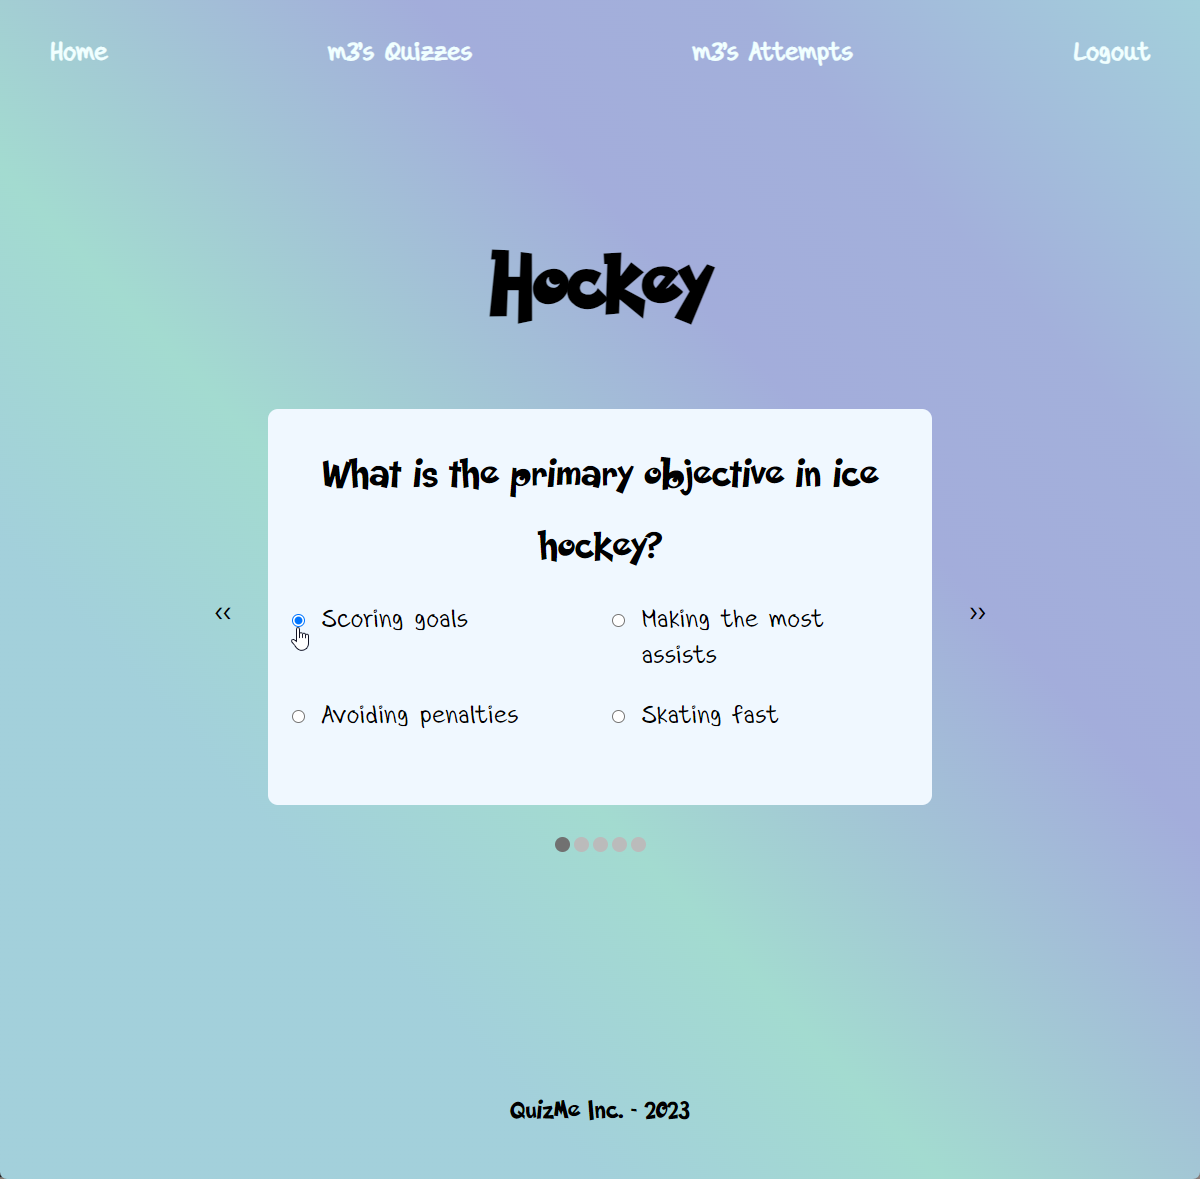 Home m3's Quizzes m3's Attempts Logout
Hockey
What is the primary objective in ice
hockey?
<< >>
Scoring goals
Making the most
assists
Avoiding penalties
Skating fast
QuizMe Inc. - 2023